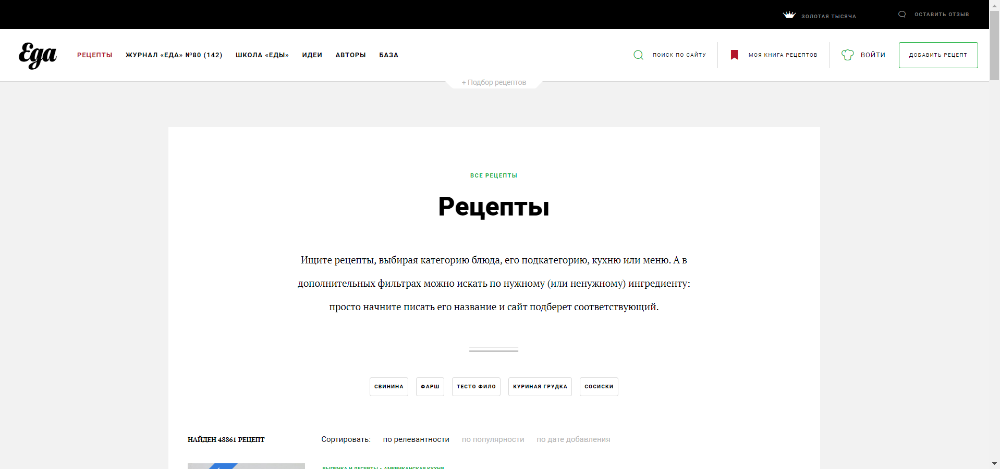 ЗОЛОТАЯ ТЫСЯЧА
ОСТАВИТЬ ОТЗЫВ
Еда
РЕЦЕПТЫ ЖУРНАЛ «ЕДА» №80 (142) ШКОЛА «ЕДЫ» ИДЕИ АВТОРЫ БАЗА
ПОИСК ПО САЙТУ МОЯ КНИГА РЕЦЕПТОВ ВОЙТИ ДОБАВИТЬ РЕЦЕПТ
+ Подбор рецептов
ВСЕ РЕЦЕПТЫ
Рецепты
Ищите рецепты, выбирая категорию блюда, его подкатегорию, кухню или меню. А в
дополнительных фильтрах можно искать по нужному (или ненужному) ингредиенту:
просто начните писать его название и сайт подберет соответствующий.
СВИНИНА ФАРШ ТЕСТО ФИЛО КУРИНАЯ ГРУДКА СОСИСКИ
НАЙДЕН 48861 РЕЦЕПТ
Сортировать: по релевантности по популярности по дате добавления
ВЫПЕЧКА И ДЕСЕРТЫ • АМЕРИКАНСКАЯ КУХНЯ